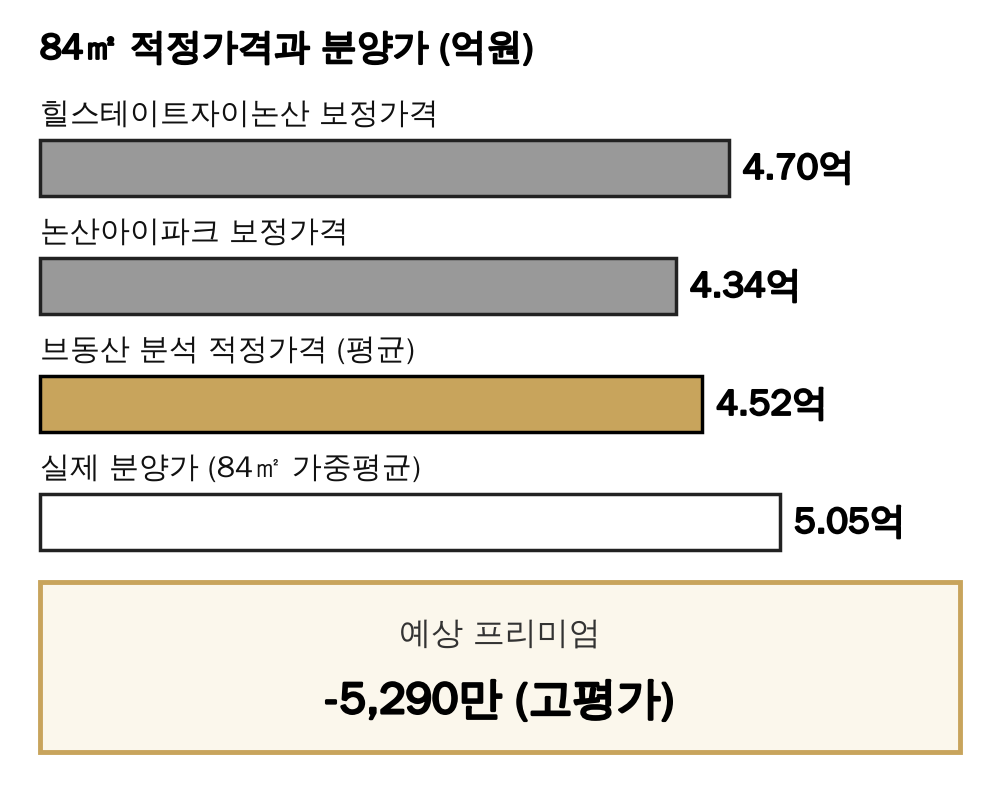 84㎡ 적정가격과 분양가 (억원)
힐스테이트자이논산 보정가격
4.70억
논산아이파크 보정가격
4.34억
브동산 분석 적정가격 (평균)
4.52억
실제 분양가 (84㎡ 가중평균)
5.05억
예상 프리미엄
-5,290만 (고평가)